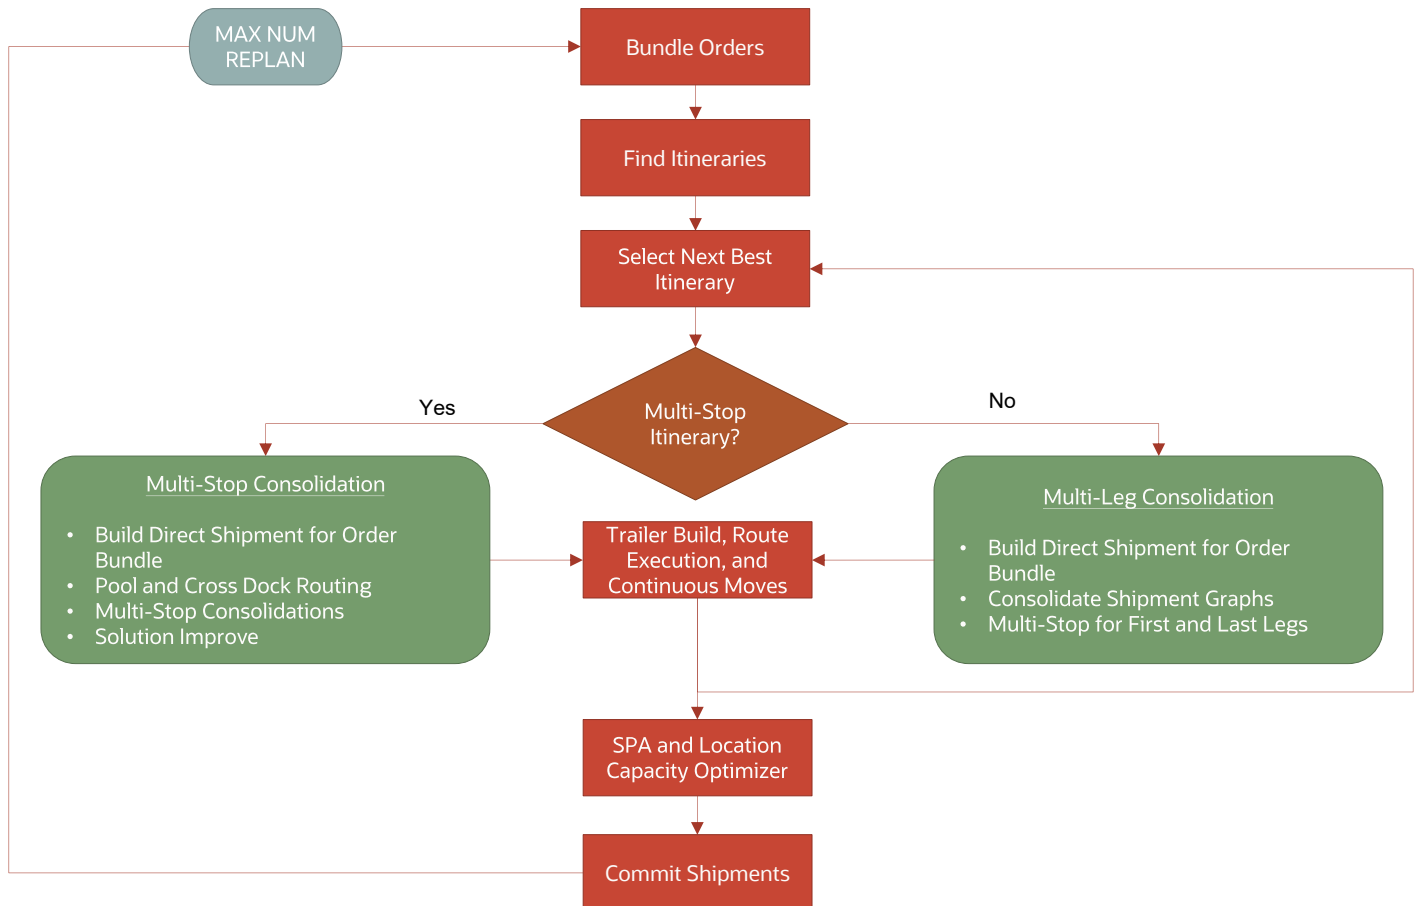 MAX NUM
REPLAN
Bundle Orders
Find Itineraries
Select Next Best
Itinerary
Multi-Stop
Itinerary?
Yes
No
Multi-Stop Consolidation
• Build Direct Shipment for Order
Bundle
• Pool and Cross Dock Routing
• Multi-Stop Consolidations
• Solution Improve
Trailer Build, Route
Execution, and
Continuous Moves
Multi-Leg Consolidation
• Build Direct Shipment for Order
Bundle
• Consolidate Shipment Graphs
• Multi-Stop for First and Last Legs
SPA and Location
Capacity Optimizer
Commit Shipments